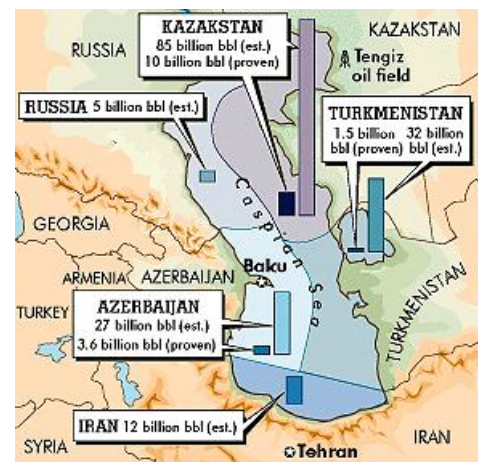 KAZAKSTAN
85 billion bbl (est.)
10 billion bbl (proven)
RUSSIA
KAZAKSTAN
Tengiz
oil field
RUSSIA 5 billion bbl (est.)
TURKMENISTAN
1.5 billion 32 billion
bbl (proven) bbl (est.)
Caspian Sea
GEORGIA
Baku
ARMENIA
AZERBAIJAN
TURKEY
TURKMENISTAN
AZERBAIJAN
27 billion bbl (est.)
3.6 billion bbl (proven)
IRAN 12 billion bbl (est.)
SYRIA
Tehran
IRAN